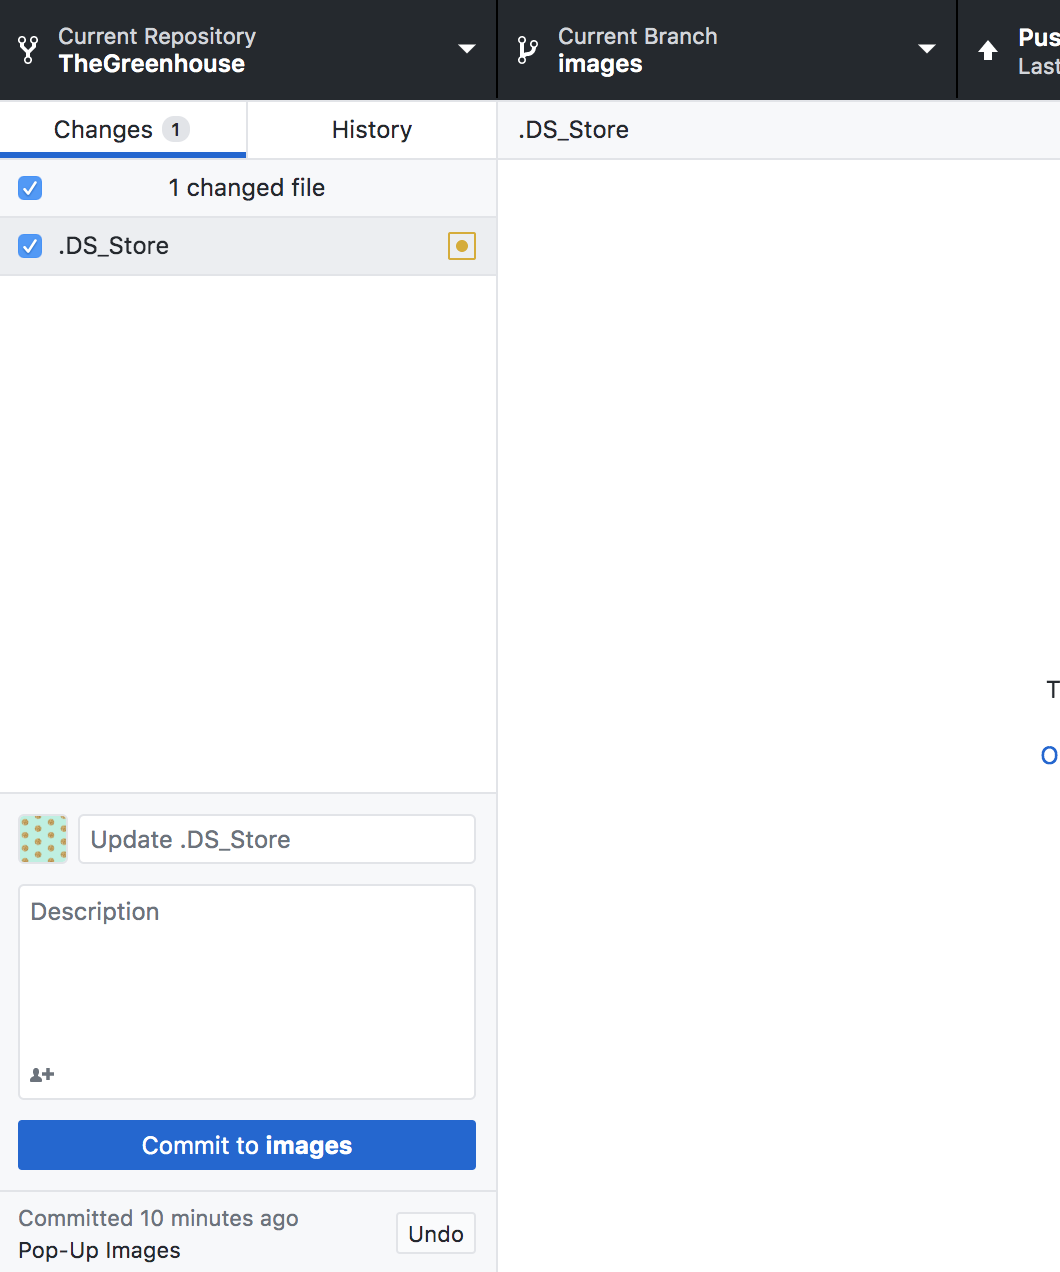 Current Repository
TheGreenhouse
Current Branch
images
Pus
Last
Changes 1
History
.DS_Store
1 changed file
.DS_Store
T
O
Update .DS_Store
Description
Commit to images
Committed 10 minutes ago
Pop-Up Images
Undo